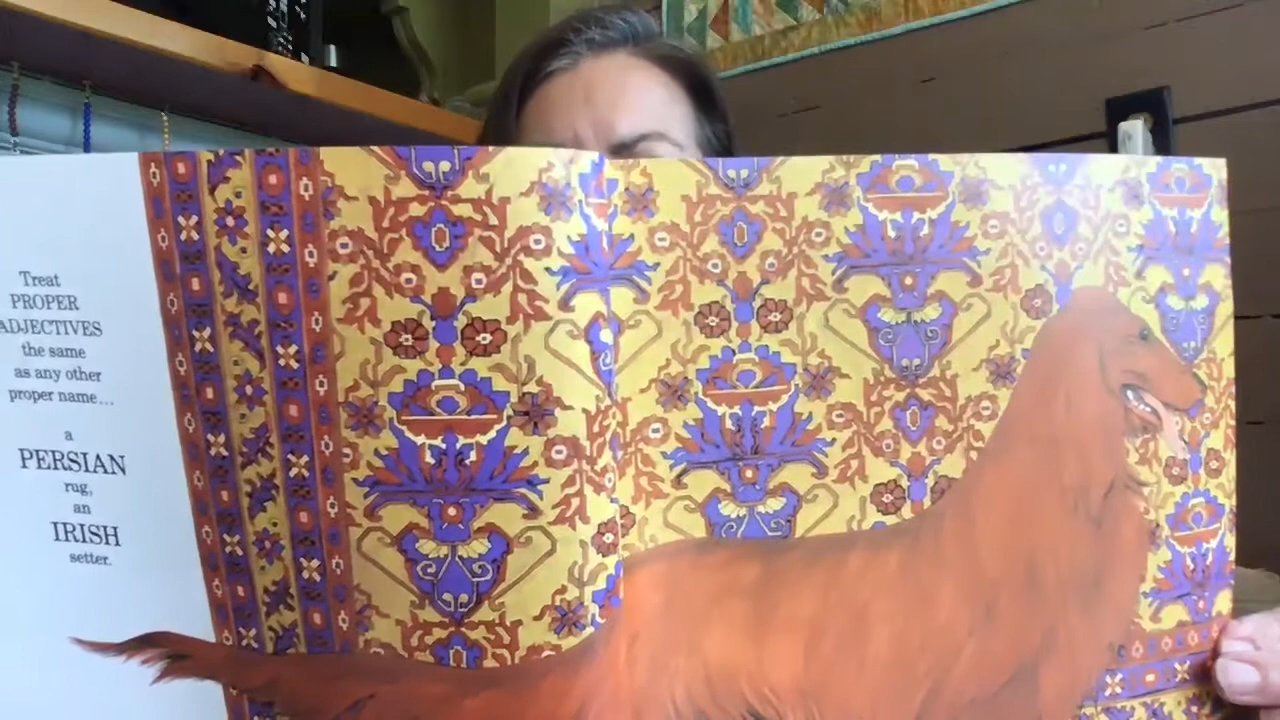 Treat
PROPER
ADJECTIVES
the same
as any other
proper name...
a
PERSIAN
rug,
an
IRISH
setter.